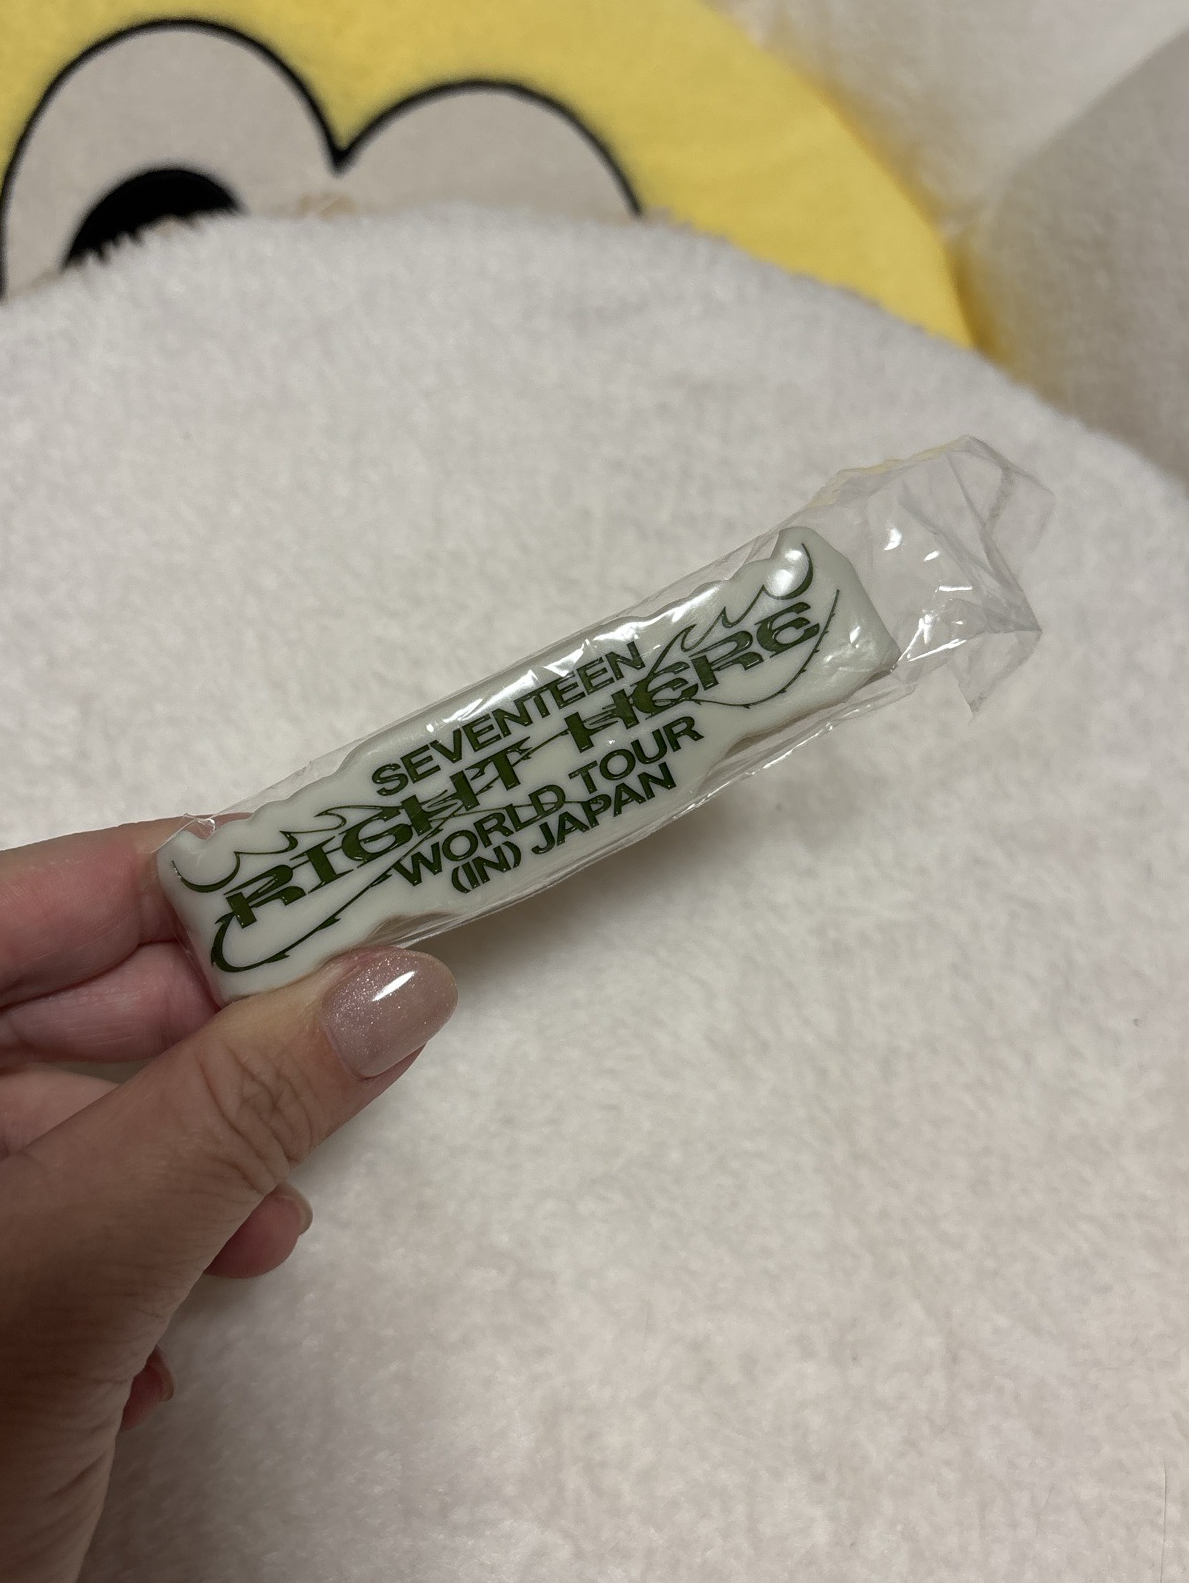 SEVENTEEN
RIGHT HERE
WORLD TOUR
(IN) JAPAN